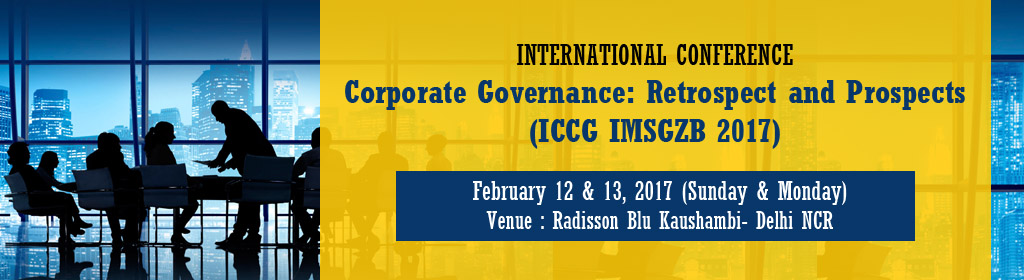 INTERNATIONAL CONFERENCE
Corporate Governance: Retrospect and Prospects
(ICCG IMSGZB 2017)
February 12 & 13, 2017 (Sunday & Monday)
Venue : Radisson Blu Kaushambi- Delhi NCR